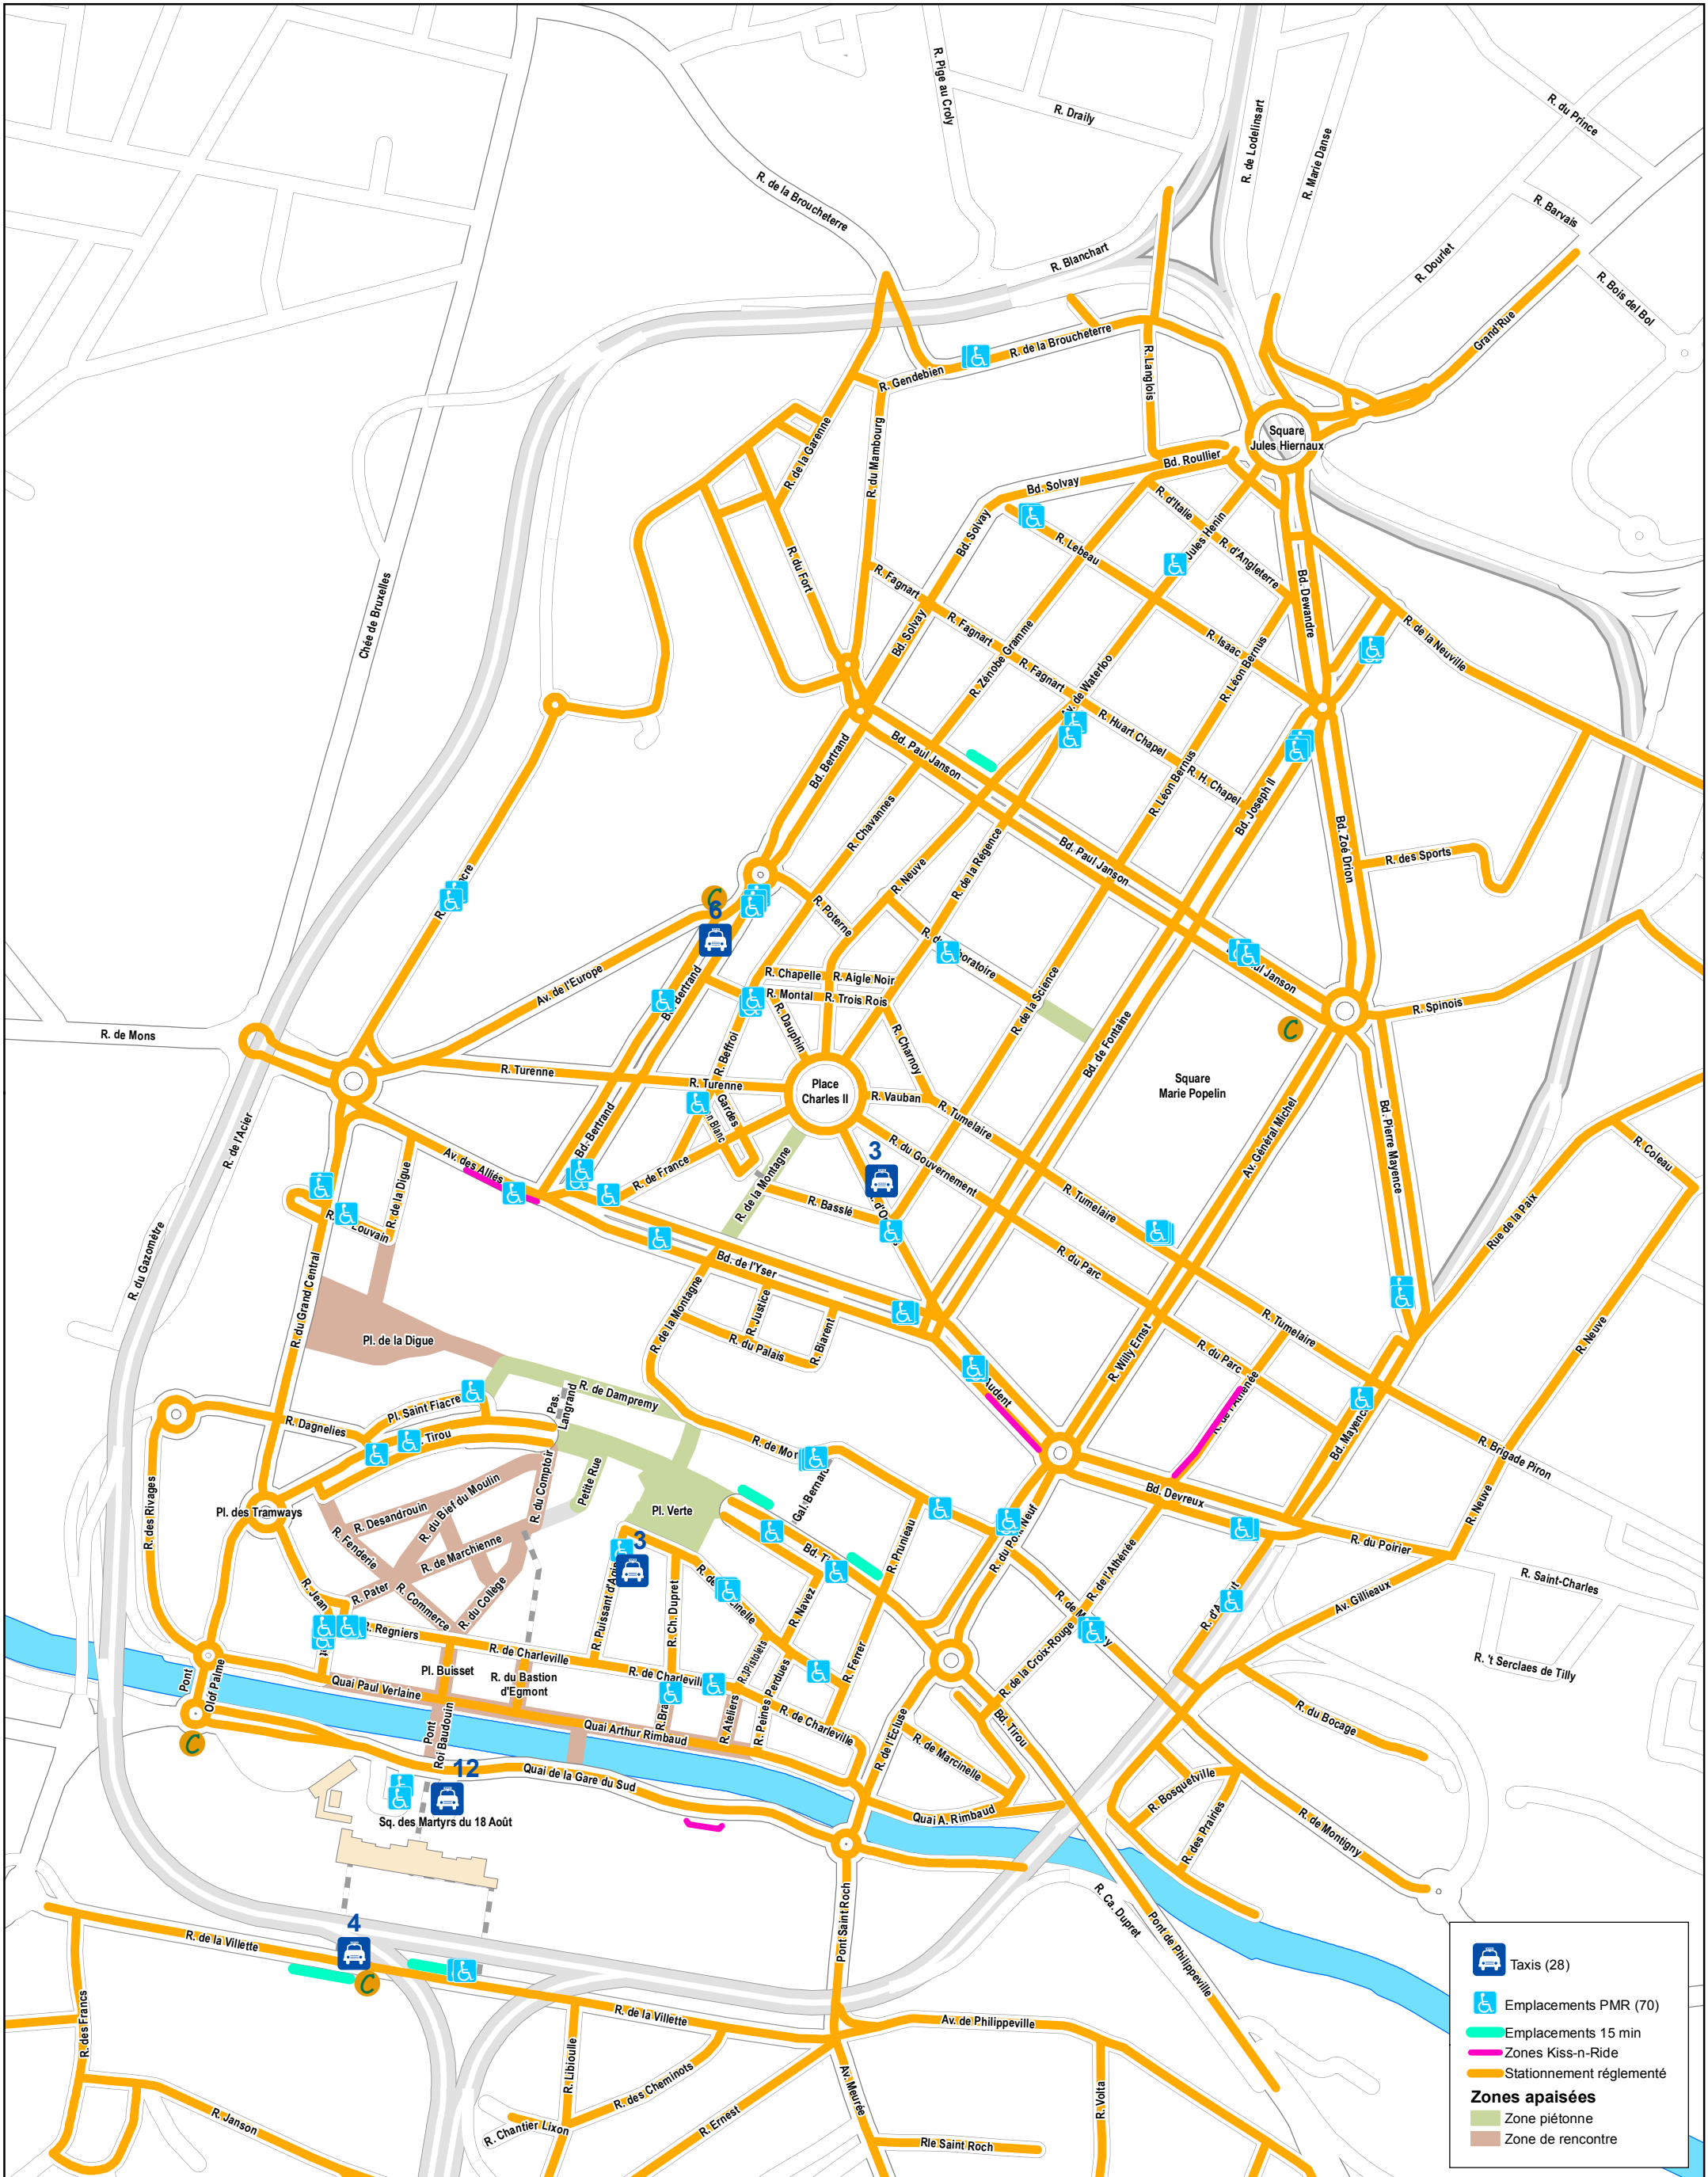 R. Pige au Croly
R. Draily
R. de Lodelinsart
R. Marie Danse
R. du Prince
R. Barvais
R. Dourlet
R. Bois del Bol
R. de la Broucheterre
R. Blanchart
Grand'Rue
R. de la Broucheterre
R. Gendebien
R. Langlois
Square
Jules Hiernaux
R. de la Garenne
R. du Mambourg
Bd. Roullier
Bd. Solvay
Bd. Solvay
R. d'Italie
Jules Henin
R. d'Angleterre
R. Lebeau
R. du Fort
R. Fagnart
Bd. Dewandre
Chée de Bruxelles
R. Fagnart
Bd. Solvay
R. Isaac
R. de la Neuville
R. Zénobe Gramme
R. Fagnart
Av. de Waterloo
R. Léon Bernus
R. Huart Chapel
Bd. Paul Janson
Bd. Bertrand
R. H. Chapel
R. Léon Bernus
Bd. Joseph II
R. Chavannes
Bd. Zoé Drion
R. des Sports
Bd. Paul Janson
R. Neuve
R. de la Régence
C
6
R. Poterne
Av. de l'Europe
R. Chapelle
R. Aigle Noir
R. Montal
R. Trois Rois
R. Dauphin
R. de la Science
R. Spinois
C
R. de Mons
R. Beffroi
R. Charnoy
Bd. de Fontaine
Square
Marie Popelin
R. Turenne
R. Turenne
Place
Charles II
R. Vauban
R. Tumelaire
Gardes
Bd. Bertrand
R. de l'Acier
R. du Gouvernement
3
Av. Général Michel
Bd. Pierre Mayence
R. Coleau
Av. des Alliés
R. de la Digue
R. de France
R. de la Montagne
R. Basslé
R. Tumelaire
Rue de la Paix
R. du Gazomètre
R. du Grand Central
Bd. de l'Yser
R. du Parc
R. de la Montagne
R. Justice
R. du Palais
R. Biarent
Pl. de la Digue
R. Willy Ernst
R. Tumelaire
R. du Parc
R. Neuve
R. de Dampremy
Pas.
Langrand
Pl. Saint Fiacre
R. Dagnelies
R. Brigade Piron
Petite Rue
R. du Comptoir
Pl. Verte
Gal. Bernard
Bd. Devreux
R. des Rivages
Pl. des Tramways
R. Desandrouin
R. du Bief du Moulin
R. Fenderie
R. de Marchienne
R. Neuve
R. du Poirier
R. Prunieau
R. de l'Athénée
R. Saint-Charles
3
R. Pater
R. Commerce
R. du Collège
R. Jean
R. Ch. Dupret
R. Navez
Av. Gillieaux
R. Regniers
R. de Charleville
R. Ferrer
R. de la Croix-Rouge
R. 't Serclaes de Tilly
Pont
Olof Palme
Quai Paul Verlaine
Pl. Buisset
R. du Bastion
d'Egmont
R. Ateliers
R. Peines Perdues
R. de Charleville
Bd. Tirou
R. du Bocage
Pont
Roi Baudouin
Quai Arthur Rimbaud
R. de l'Ecluse
R. de Marcinelle
C
12
Quai de la Gare du Sud
Quai A. Rimbaud
R. Bosquetville
R. des Prairies
R. de Montigny
Sq. des Martyrs du 18 Août
4
R. de la Villette
C
Pont Saint Roch
R. Ca. Dupret
Pont de Philippeville
R. des Francs
R. de la Villette
Av. de Philippeville
R. Libioulle
R. des Cheminots
Av. Meurée
R. Volta
R. Janson
R. Chantier Lixon
R. Ernest
Rle Saint Roch
Taxis (28)
Emplacements PMR (70)
Emplacements 15 min
Zones Kiss-n-Ride
Stationnement réglementé
Zones apaisées
Zone piétonne
Zone de rencontre